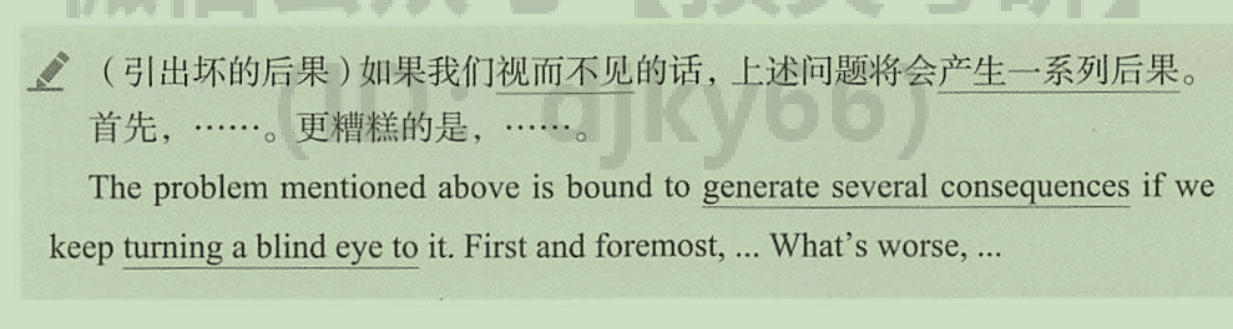 （引出坏的后果）如果我们视而不见的话，上述问题将会产生一系列后果。
首先，……。更糟糕的是，……。
(ID: djky66)
The problem mentioned above is bound to generate several consequences if we
keep turning a blind eye to it. First and foremost, ... What's worse, ...